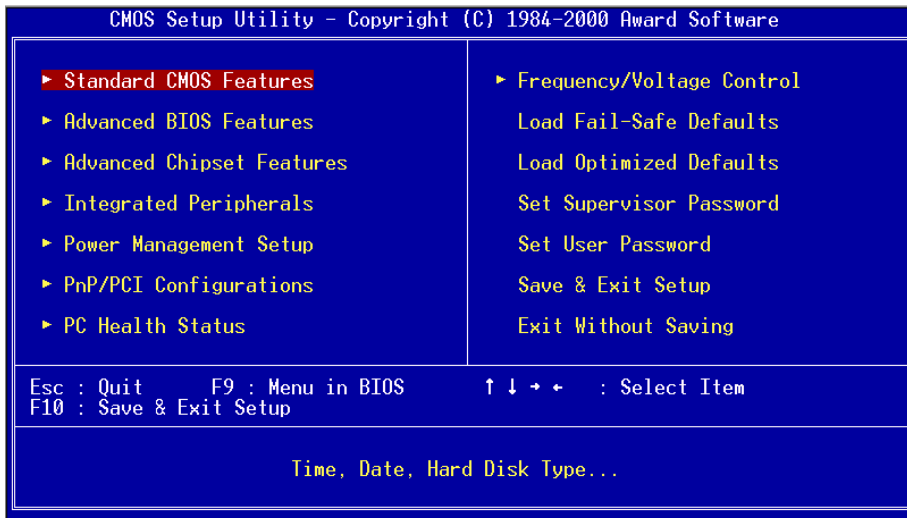 CMOS Setup Utility - Copyright (C) 1984-2000 Award Software
► Standard CMOS Features
► Advanced BIOS Features
► Advanced Chipset Features
► Integrated Peripherals
► Power Management Setup
► PnP/PCI Configurations
► PC Health Status
► Frequency/Voltage Control
Load Fail-Safe Defaults
Load Optimized Defaults
Set Supervisor Password
Set User Password
Save & Exit Setup
Exit Without Saving
Esc : Quit F9 : Menu in BIOS ↑ ↓ → ← : Select Item
F10 : Save & Exit Setup
Time, Date, Hard Disk Type...